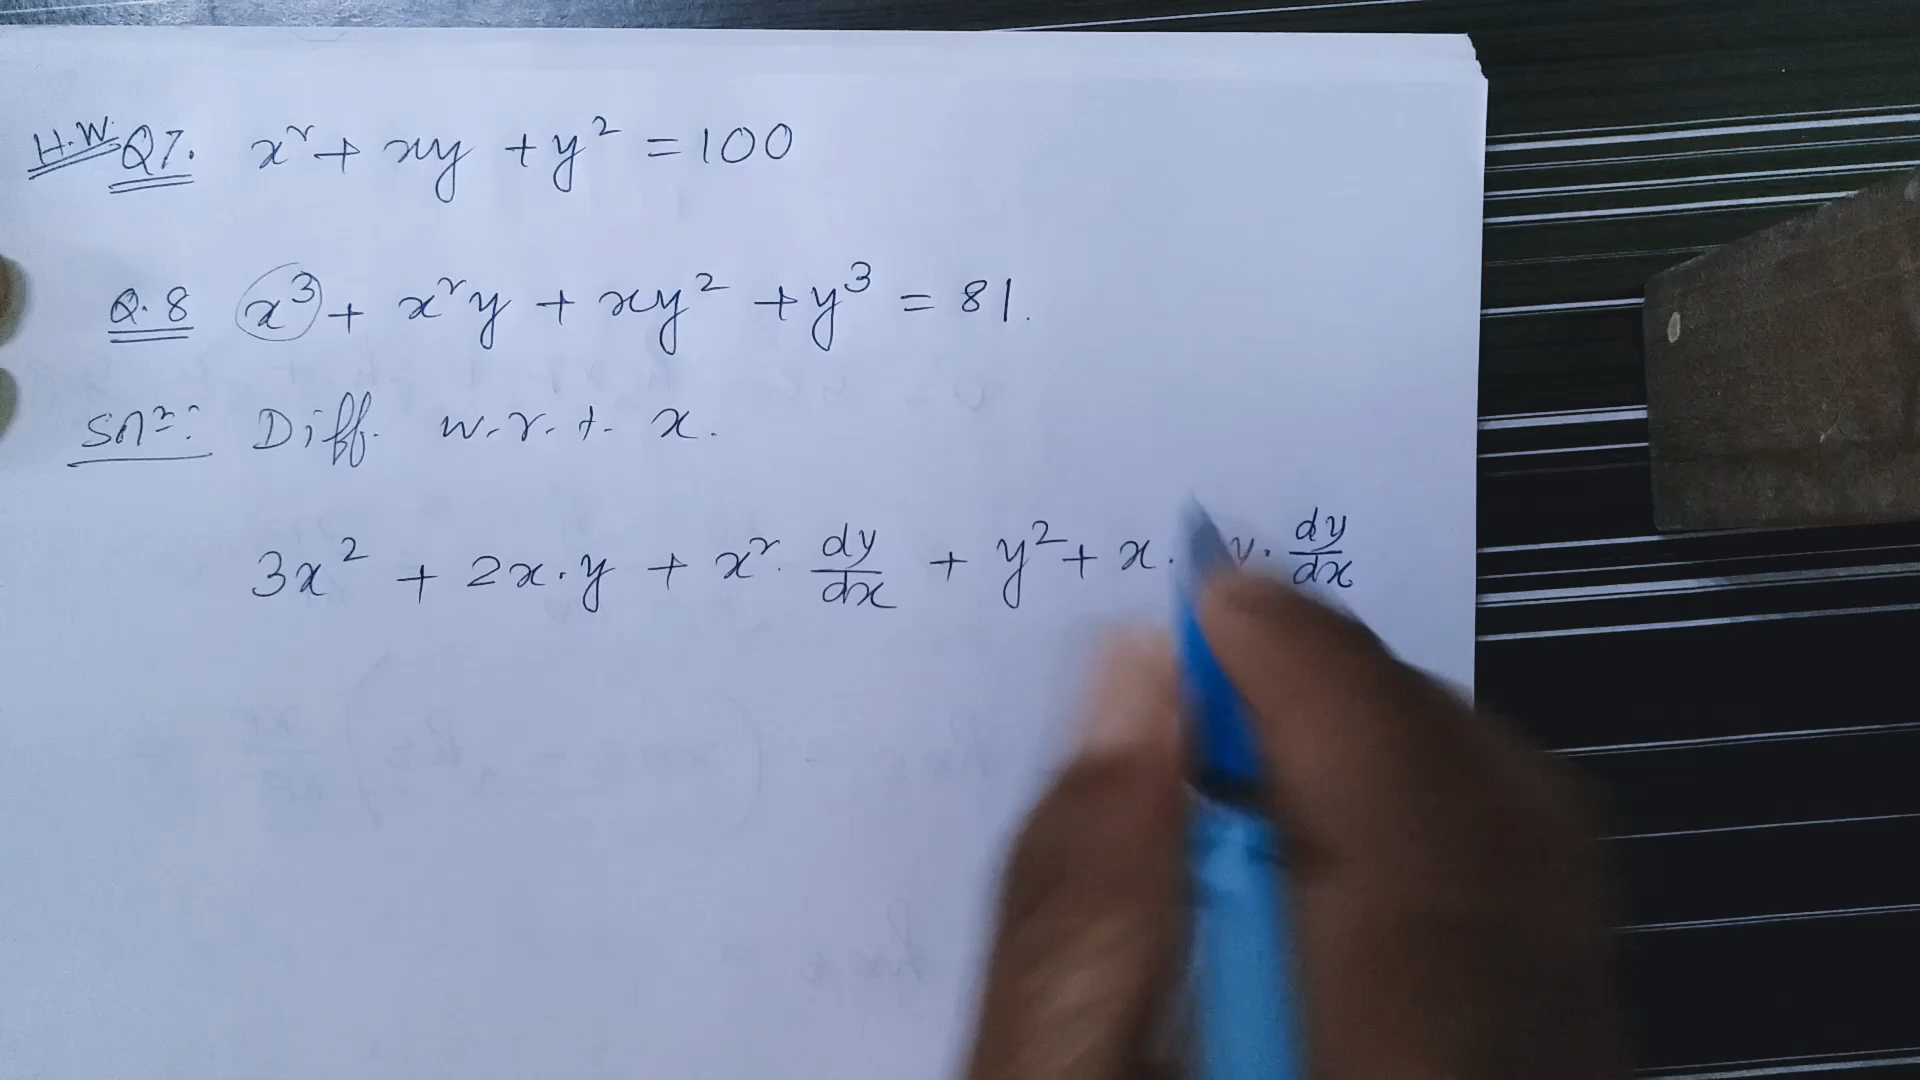 H.W. Q7. x² + xy + y² = 100
Q.8 x³ + x²y + xy² + y³ = 81.
Solⁿ: Diff. w.r.t. x.
3x² + 2x.y + x². dy/dx + y² + x. y. dy/dx